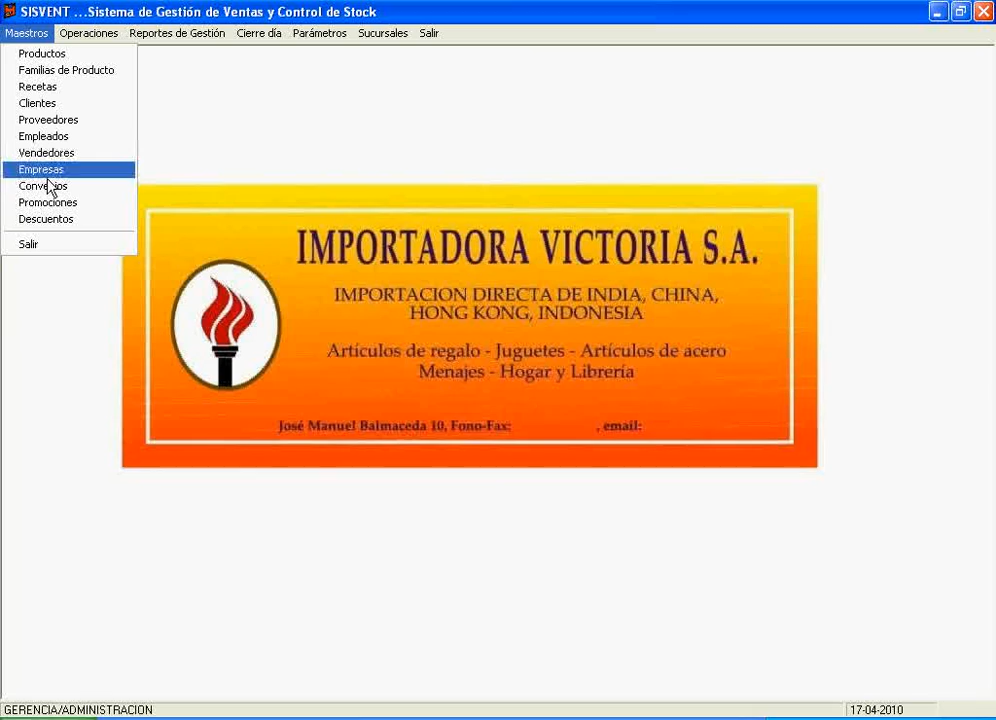 SISVENT ...Sistema de Gestión de Ventas y Control de Stock
Maestros Operaciones Reportes de Gestión Cierre día Parámetros Sucursales Salir
Productos
Familias de Producto
Recetas
Clientes
Proveedores
Empleados
Vendedores
Empresas
Promociones
Descuentos
Salir
IMPORTADORA VICTORIA S.A.
IMPORTACION DIRECTA DE INDIA, CHINA,
HONG KONG, INDONESIA
Artículos de regalo - Juguetes - Artículos de acero
Menajes - Hogar y Librería
José Manuel Balmaceda 10, Fono-Fax: , email:
GERENCIA/ADMINISTRACION 17-04-2010